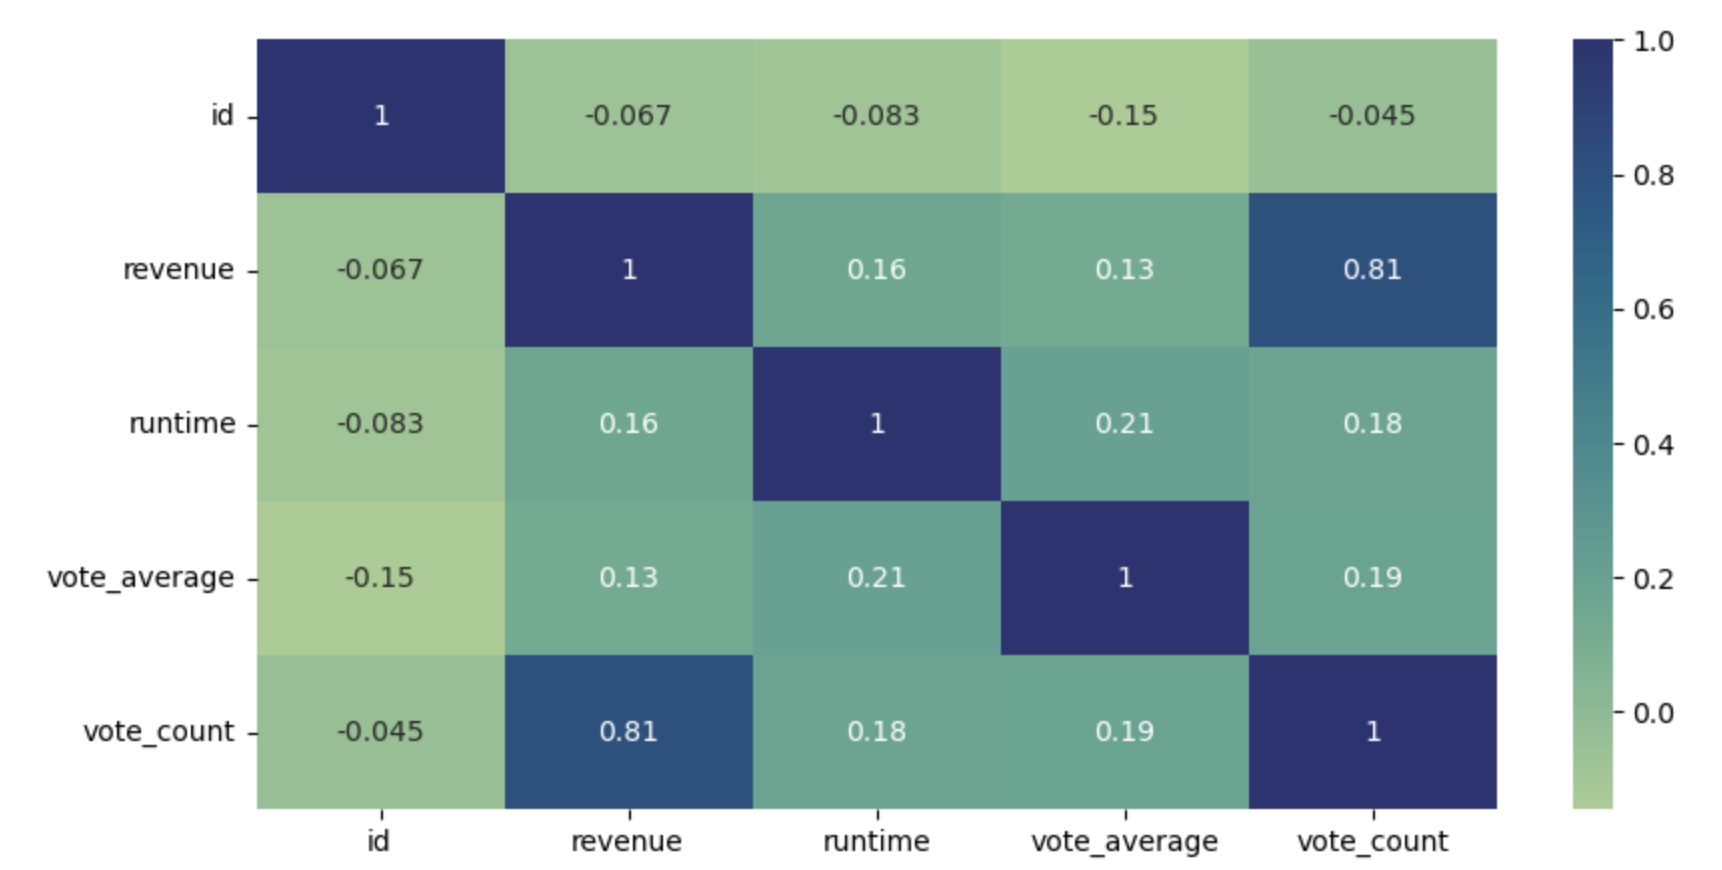 1.0
id 1 -0.067 -0.083 -0.15 -0.045
0.8
revenue -0.067 1 0.16 0.13 0.81
0.6
runtime -0.083 0.16 1 0.21 0.18
0.4
vote_average -0.15 0.13 0.21 1 0.19
0.2
vote_count -0.045 0.81 0.18 0.19 1
0.0
id revenue runtime vote_average vote_count